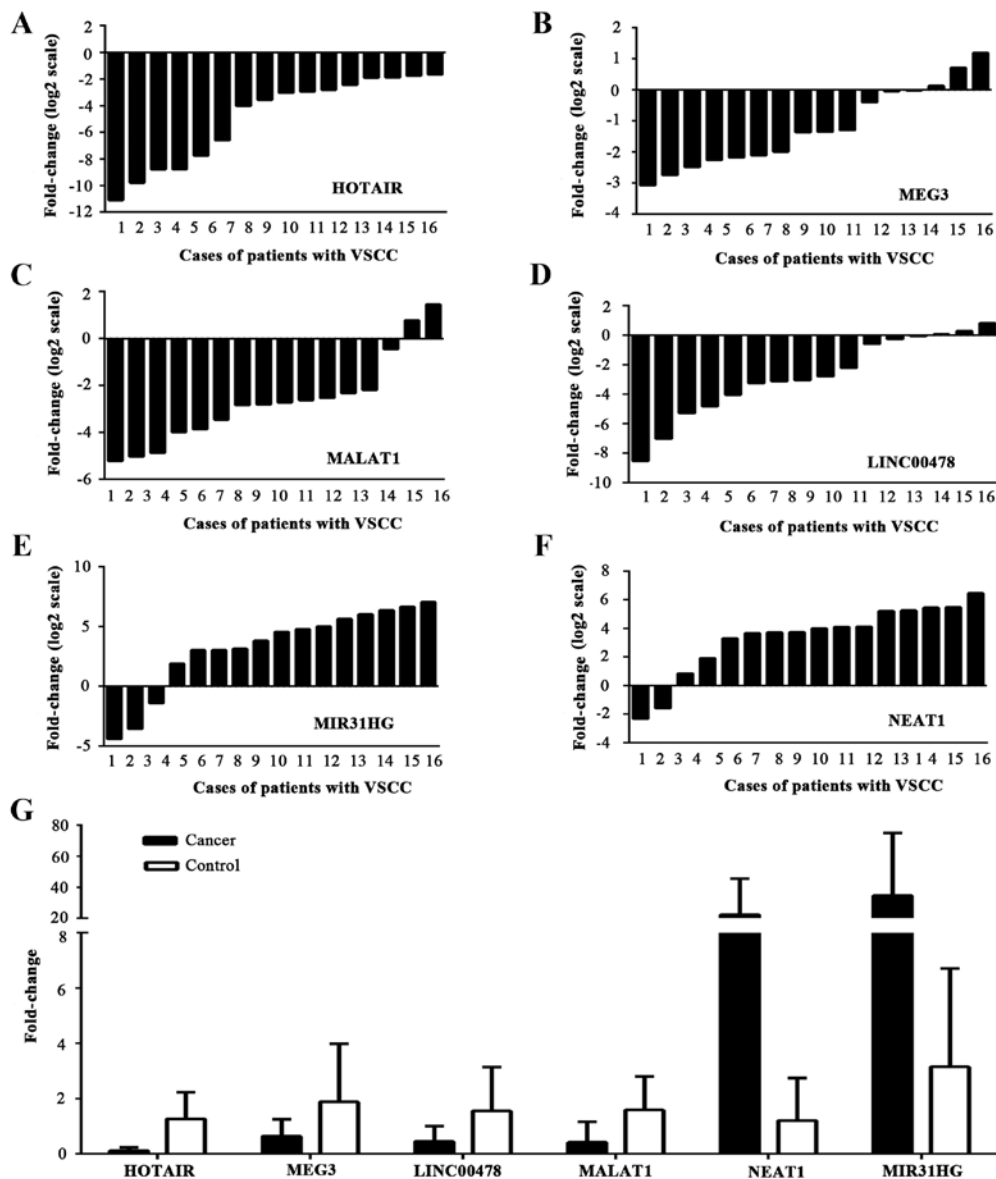 A
Fold-change (log2 scale)
2
0
-2
-4
-6
-8
-10
-12
HOTAIR
1 2 3 4 5 6 7 8 9 10 11 12 13 14 15 16
Cases of patients with VSCC
B
Fold-change (log2 scale)
2
1
0
-1
-2
-3
-4
MEG3
1 2 3 4 5 6 7 8 9 10 11 12 13 14 15 16
Cases of patients with VSCC
C
Fold-change (log2 scale)
2
0
-2
-4
-6
MALAT1
1 2 3 4 5 6 7 8 9 10 11 12 13 14 15 16
Cases of patients with VSCC
D
Fold-change (log2 scale)
2
0
-2
-4
-6
-8
-10
LINC00478
1 2 3 4 5 6 7 8 9 10 11 12 13 14 15 16
Cases of patients with VSCC
E
Fold-change (log2 scale)
10
5
0
-5
MIR31HG
1 2 3 4 5 6 7 8 9 10 11 12 13 14 15 16
Cases of patients with VSCC
F
Fold-change (log2 scale)
8
6
4
2
0
-2
-4
NEAT1
1 2 3 4 5 6 7 8 9 10 11 12 13 1 4 15 16
Cases of patients with VSCC
G
Fold-change
80
60
40
20
8
6
4
2
0
Cancer
Control
HOTAIR MEG3 LINC00478 MALAT1 NEAT1 MIR31HG